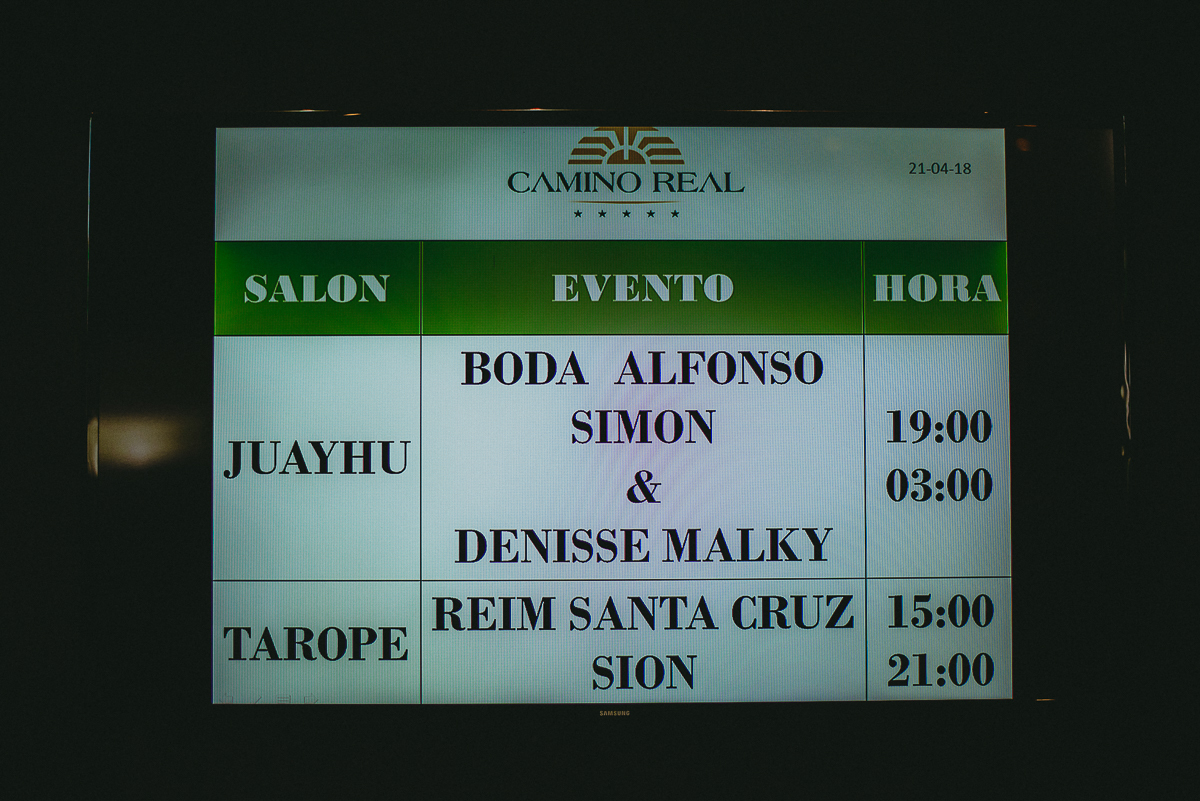 CAMINO REAL
★ ★ ★ ★ ★
21-04-18
SALON EVENTO HORA
JUAYHU
BODA ALFONSO
SIMON
&
DENISSE MALKY
19:00
03:00
TAROPE
REIM SANTA CRUZ
SION
15:00
21:00
SAMSUNG